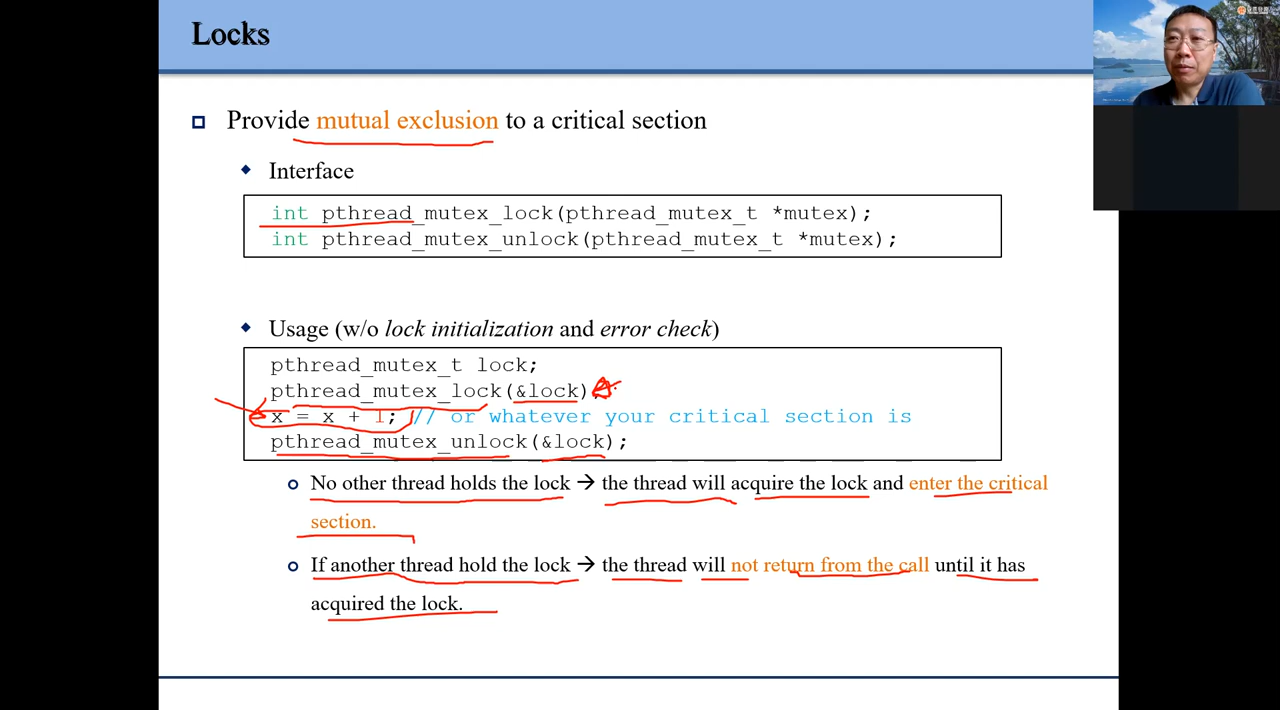 Locks
Provide mutual exclusion to a critical section
Interface
int pthread_mutex_lock(pthread_mutex_t *mutex);
int pthread_mutex_unlock(pthread_mutex_t *mutex);
Usage (w/o lock initialization and error check)
pthread_mutex_t lock;
pthread_mutex_lock(&lock);
x = x + 1; // or whatever your critical section is
pthread_mutex_unlock(&lock);
No other thread holds the lock → the thread will acquire the lock and enter the critical
section.
If another thread hold the lock → the thread will not return from the call until it has
acquired the lock.